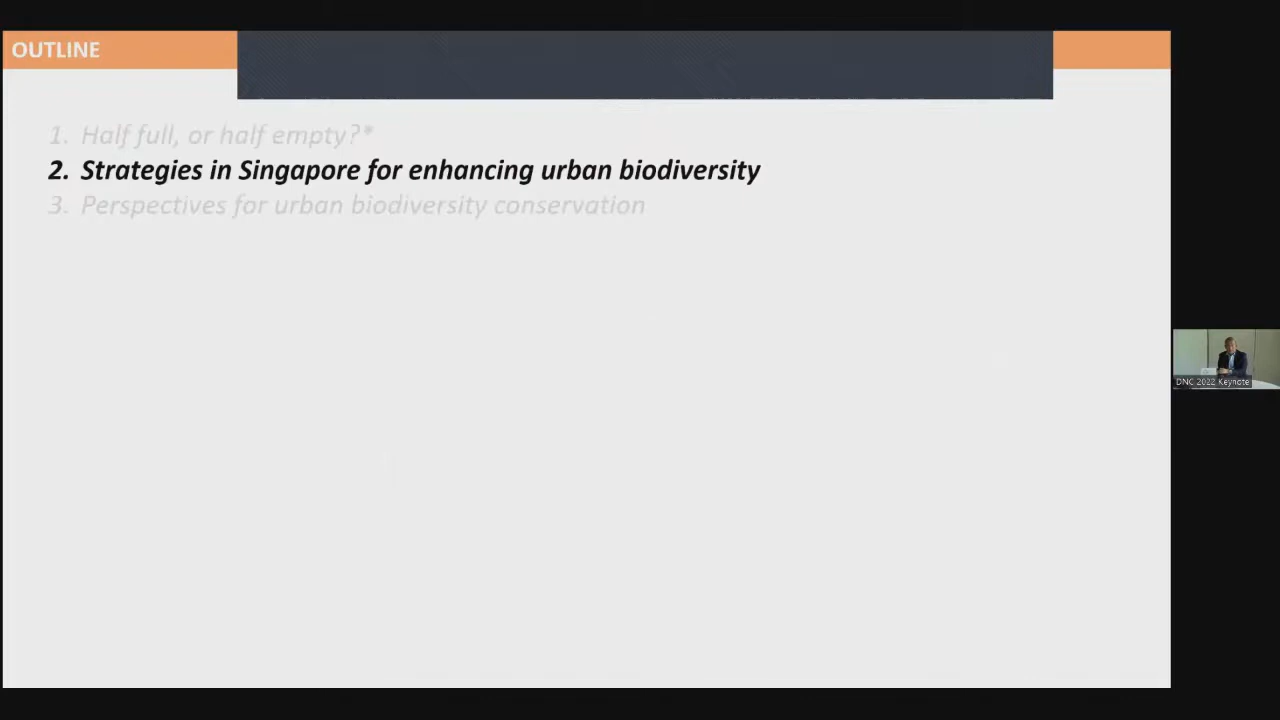 OUTLINE
1. Half full, or half empty?*
2. Strategies in Singapore for enhancing urban biodiversity
3. Perspectives for urban biodiversity conservation
DNC 2022 Keynote